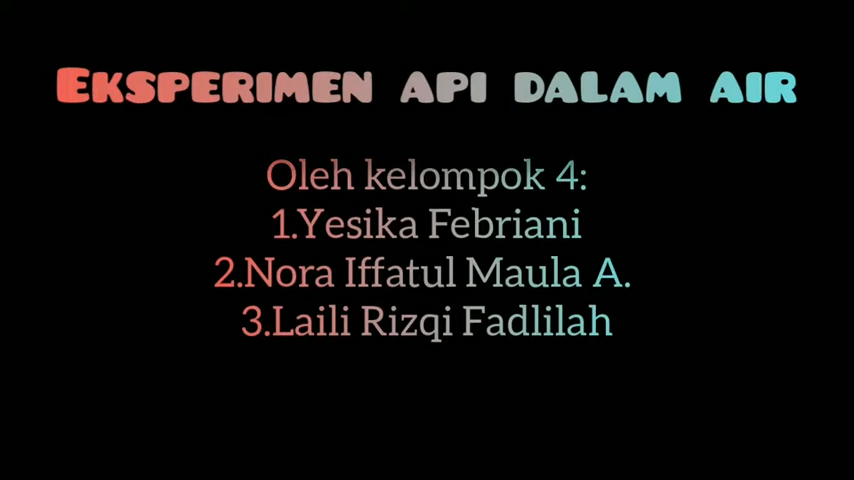 Eksperimen api dalam air
Oleh kelompok 4:
1.Yesika Febriani
2.Nora Iffatul Maula A.
3.Laili Rizqi Fadlilah